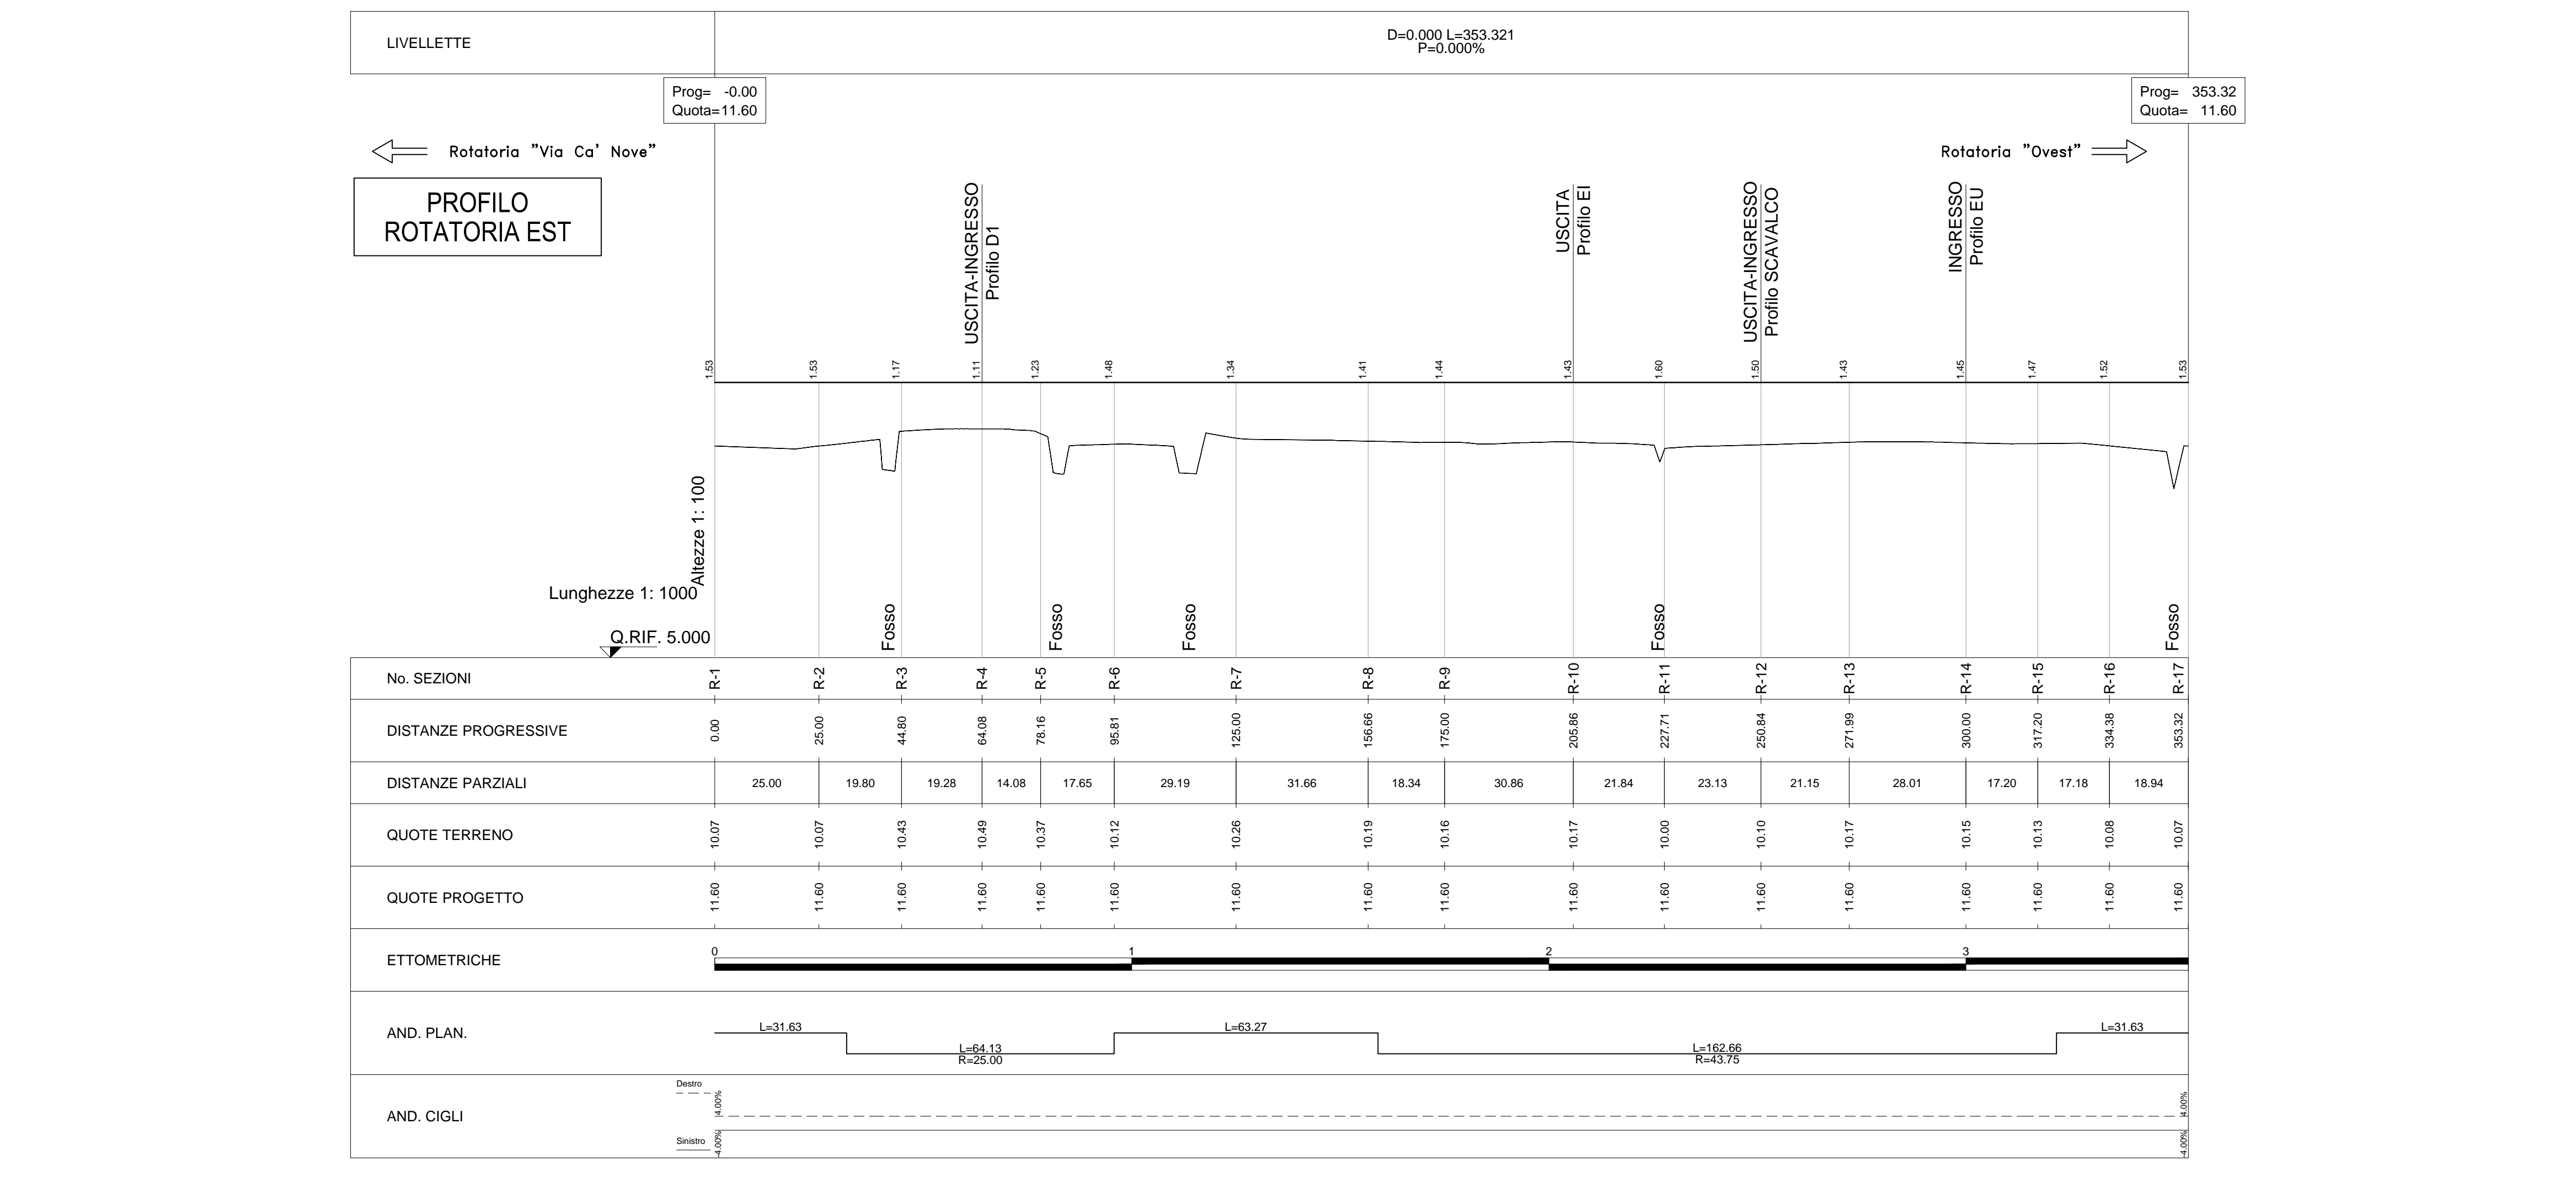 LIVELLETTE
D=0.000 L=353.321
P=0.000%
Prog= -0.00
Quota=11.60
Prog= 353.32
Quota= 11.60
Rotatoria "Via Ca' Nove"
Rotatoria "Ovest"
PROFILO
ROTATORIA EST
USCITA-INGRESSO
Profilo D1
USCITA
Profilo EI
USCITA-INGRESSO
Profilo SCAVALCO
INGRESSO
Profilo EU
1.53 1.53 1.17 1.11 1.23 1.48 1.34 1.41 1.44 1.43 1.60 1.50 1.43 1.45 1.47 1.52 1.53
Altezze 1: 100
Lunghezze 1: 1000
Q.RIF. 5.000
Fosso Fosso Fosso Fosso Fosso
No. SEZIONI
R-1 R-2 R-3 R-4 R-5 R-6 R-7 R-8 R-9 R-10 R-11 R-12 R-13 R-14 R-15 R-16 R-17
DISTANZE PROGRESSIVE
0.00 25.00 44.80 64.08 78.16 95.81 125.00 156.66 175.00 205.86 227.71 250.84 271.99 300.00 317.20 334.38 353.32
DISTANZE PARZIALI
25.00 19.80 19.28 14.08 17.65 29.19 31.66 18.34 30.86 21.84 23.13 21.15 28.01 17.20 17.18 18.94
QUOTE TERRENO
10.07 10.07 10.43 10.49 10.37 10.12 10.26 10.19 10.16 10.17 10.00 10.10 10.17 10.15 10.13 10.08 10.07
QUOTE PROGETTO
11.60 11.60 11.60 11.60 11.60 11.60 11.60 11.60 11.60 11.60 11.60 11.60 11.60 11.60 11.60 11.60 11.60
ETTOMETRICHE
0 1 2 3
AND. PLAN.
L=31.63
L=64.13
R=25.00
L=63.27
L=162.66
R=43.75
L=31.63
AND. CIGLI
Destro
-4.00% -4.00%
Sinistro
-4.00% -4.00%